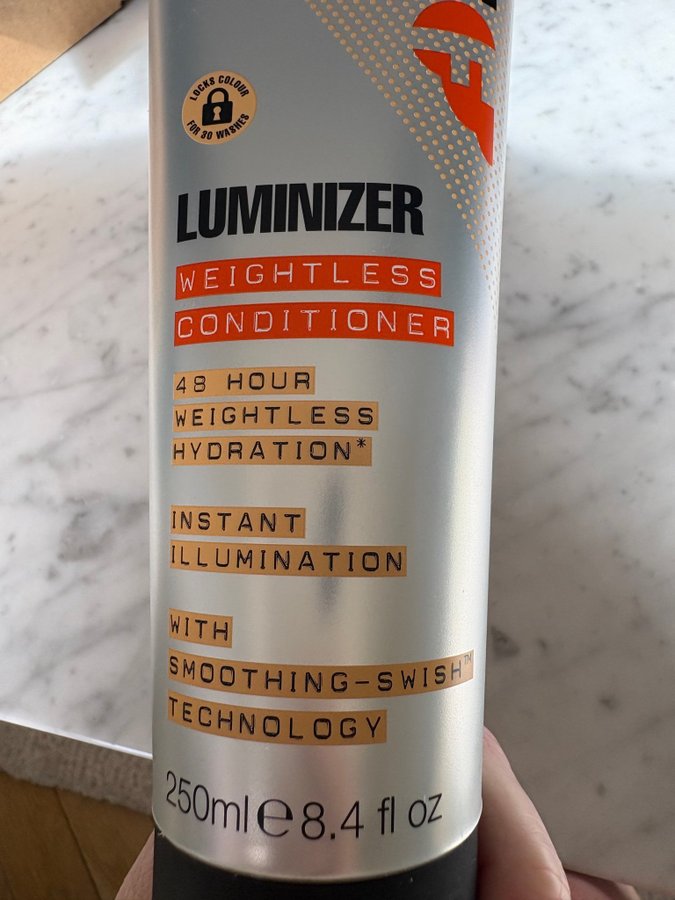 LOCKS COLOUR
FOR 30 WASHES
LUMINIZER
WEIGHTLESS
CONDITIONER
48 HOUR
WEIGHTLESS
HYDRATION*
INSTANT
ILLUMINATION
WITH
SMOOTHING-SWISH™
TECHNOLOGY
250ml e 8.4 fl oz